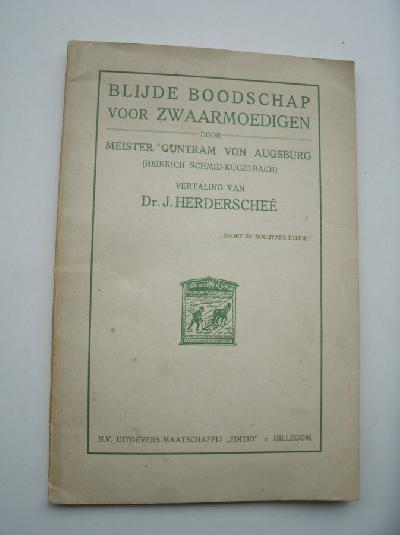 BLIJDE BOODSCHAP
VOOR ZWAARMOEDIGEN
DOOR
MEISTER GUNTRAM VON AUGSBURG
(HEINRICH SCHMID-KUGELBACH)
VERTALING VAN
Dr. J. HERDERSCHEÊ
N.V. UITGEVERS-MAATSCHAPPIJ „EDITIO" :: HILLEGOM